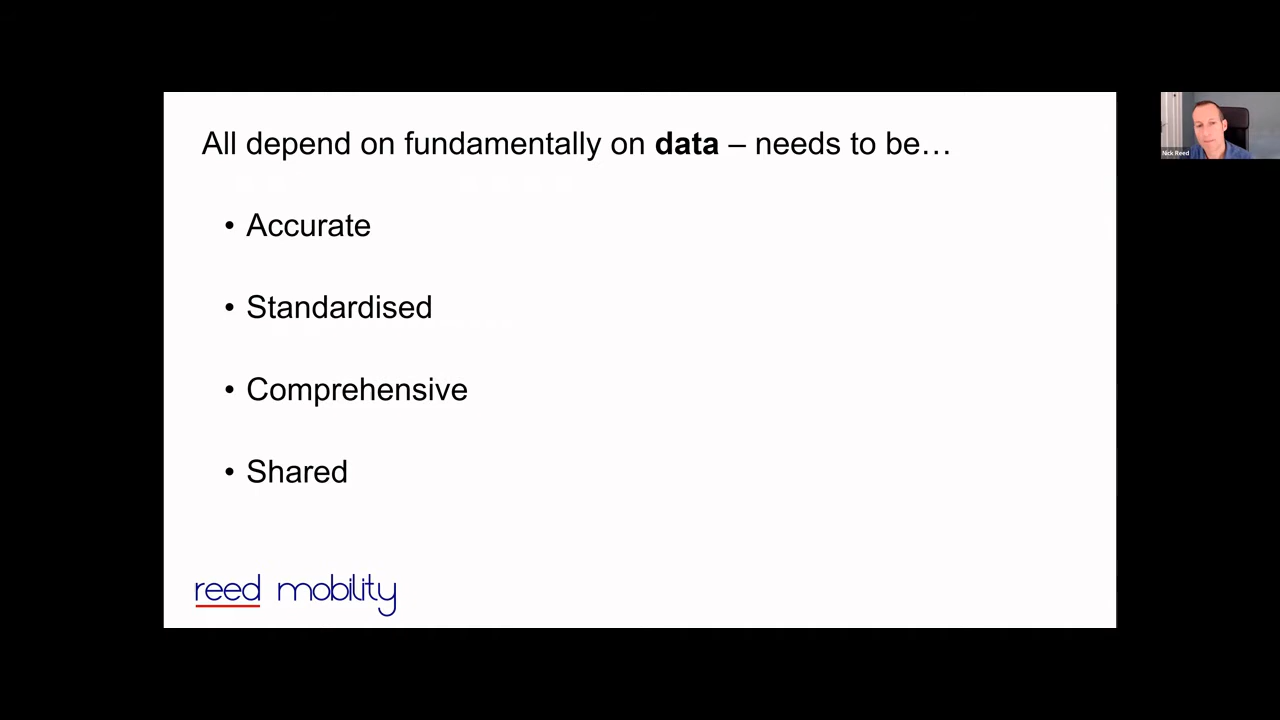 All depend on fundamentally on data – needs to be…
• Accurate
• Standardised
• Comprehensive
• Shared
reed mobility
Nick Reed